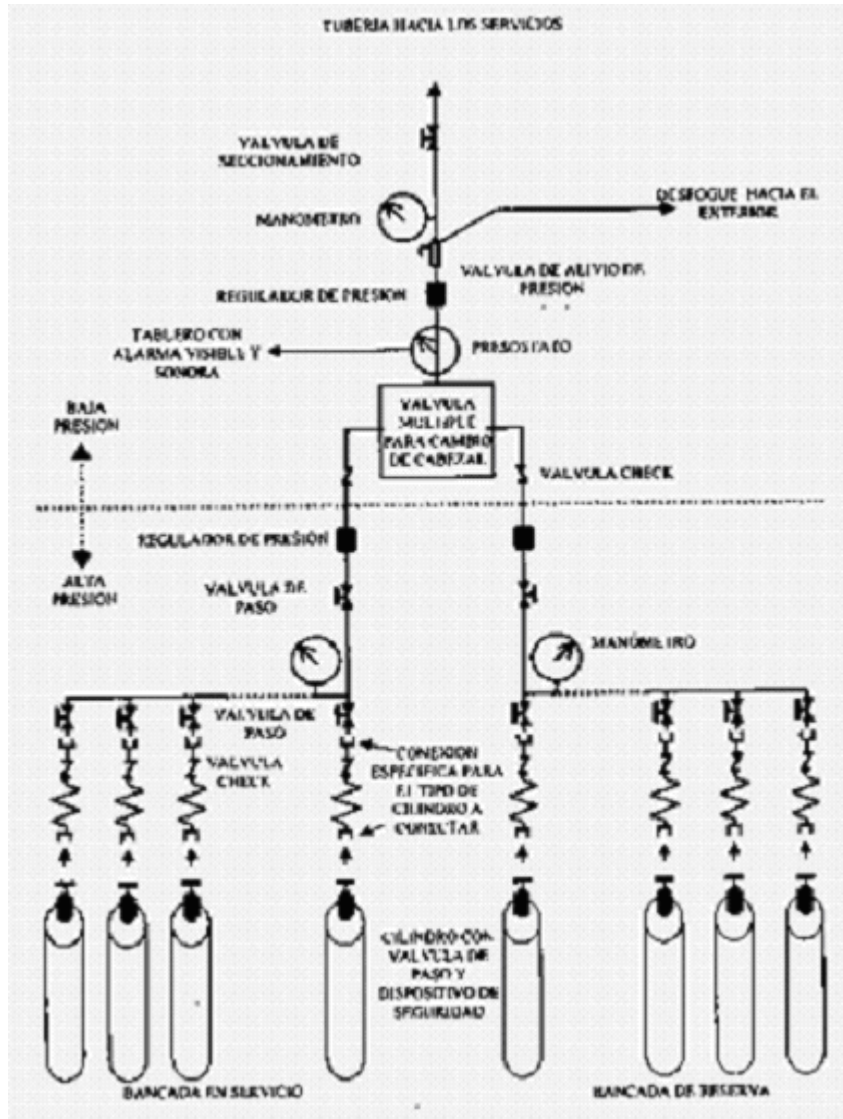 TUBERIA HACIA LOS SERVICIOS
VALVULA DE
SECCIONAMIENTO
MANOMETRO
DESFOGUE HACIA EL
EXTERIOR
VALVULA DE ALIVIO DE
PRESION
REGULADOR DE PRESION
TABLERO CON
ALARMA VISIBLE Y
SONORA
PRESOSTATO
BAJA
PRESION
VALVULA
MULTIPLE
PARA CAMBIO
DE CABEZAL
VALVULA CHECK
REGULADOR DE PRESIÓN
ALTA
PRESION
VALVULA DE
PASO
MANÓMETRO
VALVULA DE
PASO
VALVULA
CHECK
CONEXION
ESPECIFICA PARA
EL TIPO DE
CILINDRO A
CONECTAR
CILINDRO CON
VALVULA DE
PASO Y
DISPOSITIVO DE
SEGURIDAD
BANCADA EN SERVICIO
BANCADA DE RESERVA